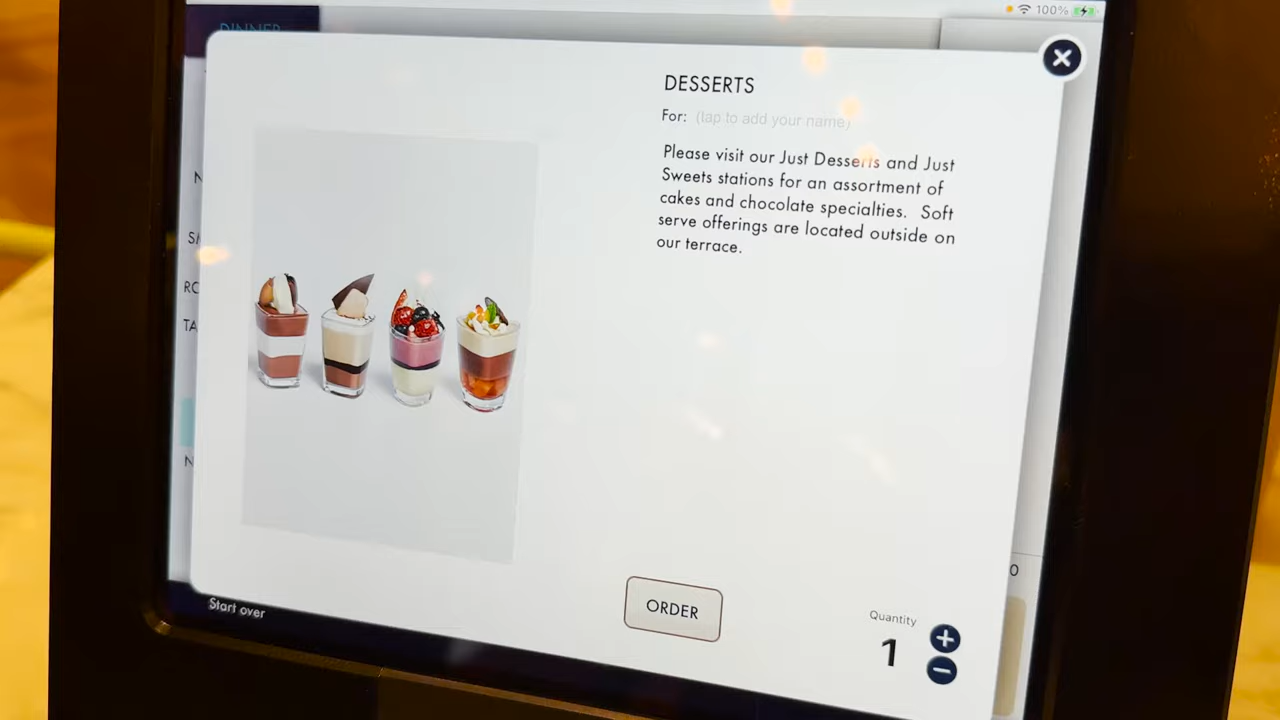 DINNER
100%
DESSERTS
For: (tap to add your name)
Please visit our Just Desserts and Just
Sweets stations for an assortment of
cakes and chocolate specialties. Soft
serve offerings are located outside on
our terrace.
Start over
ORDER
Quantity
1